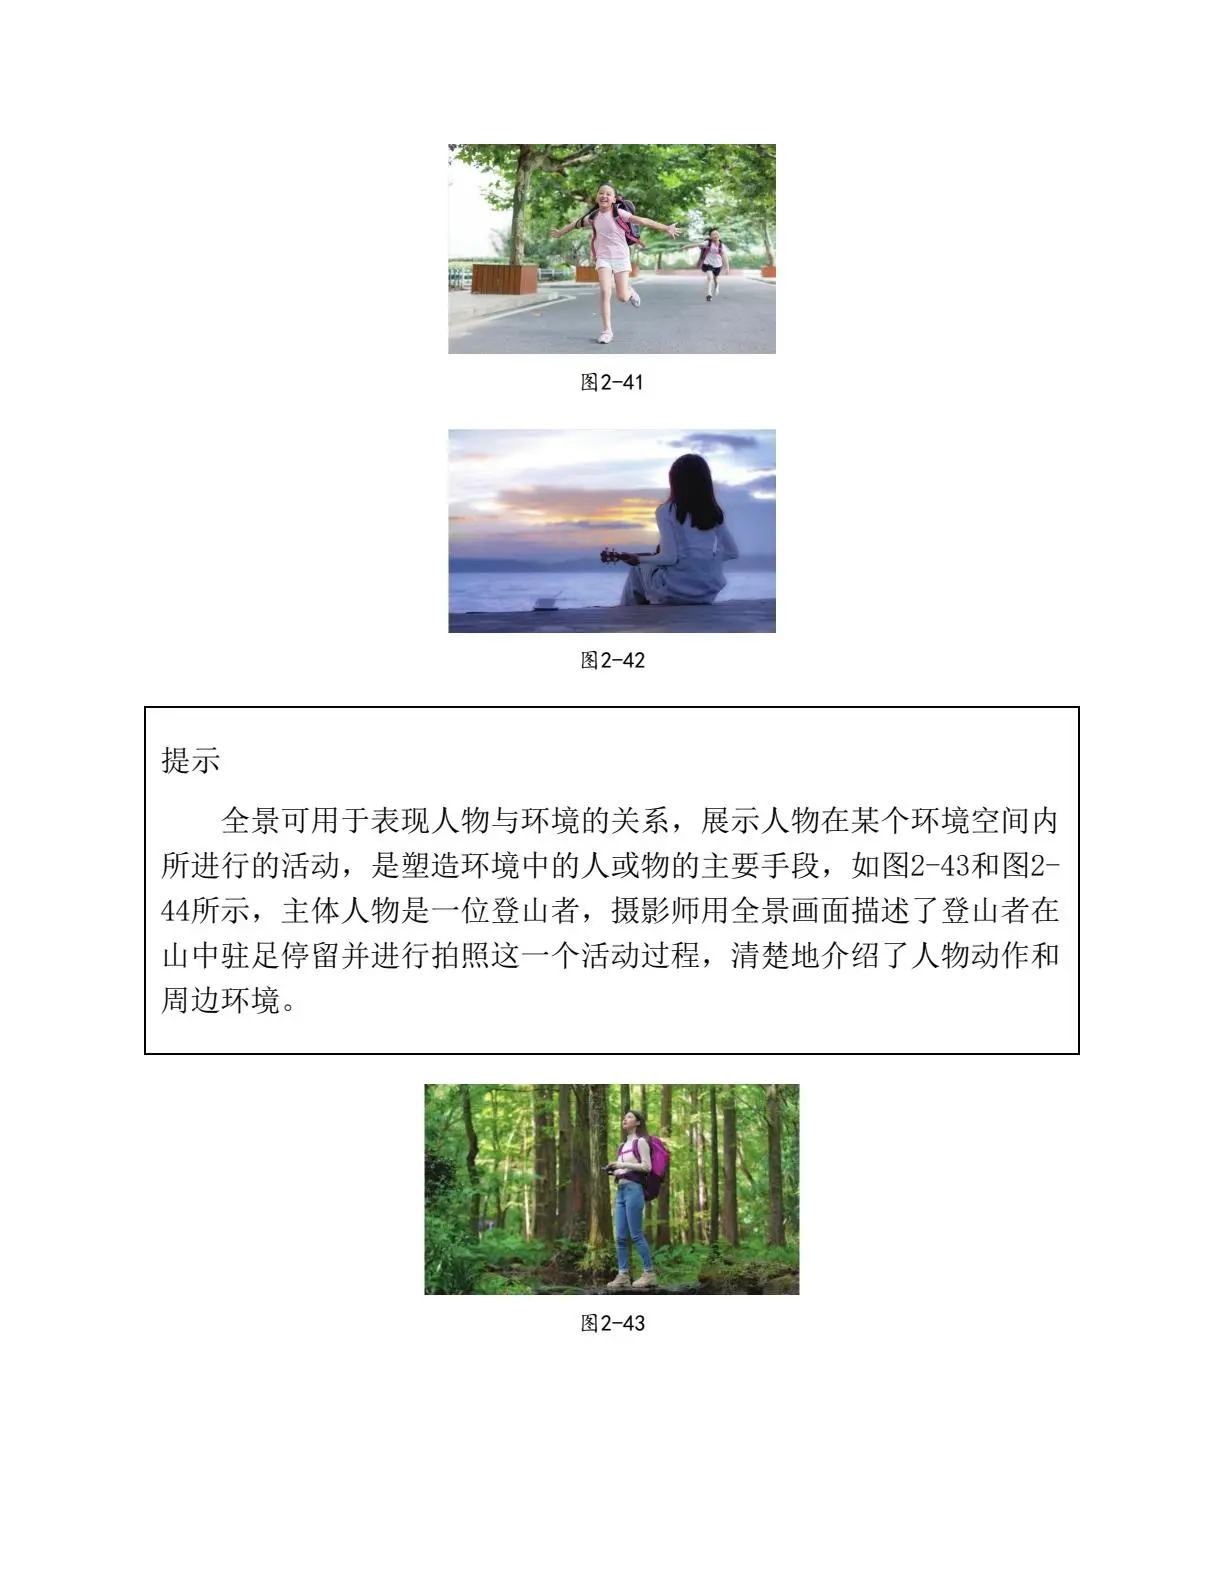 图2-41
图2-42
提示
全景可用于表现人物与环境的关系，展示人物在某个环境空间内
所进行的活动，是塑造环境中的人或物的主要手段，如图2-43和图2-
44所示，主体人物是一位登山者，摄影师用全景画面描述了登山者在
山中驻足停留并进行拍照这一个活动过程，清楚地介绍了人物动作和
周边环境。
图2-43